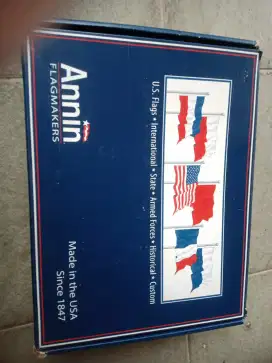 Annin
FLAGMAKERS
U.S. Flags • International • State • Armed Forces • Historical • Custom
Made in the USA
Since 1847